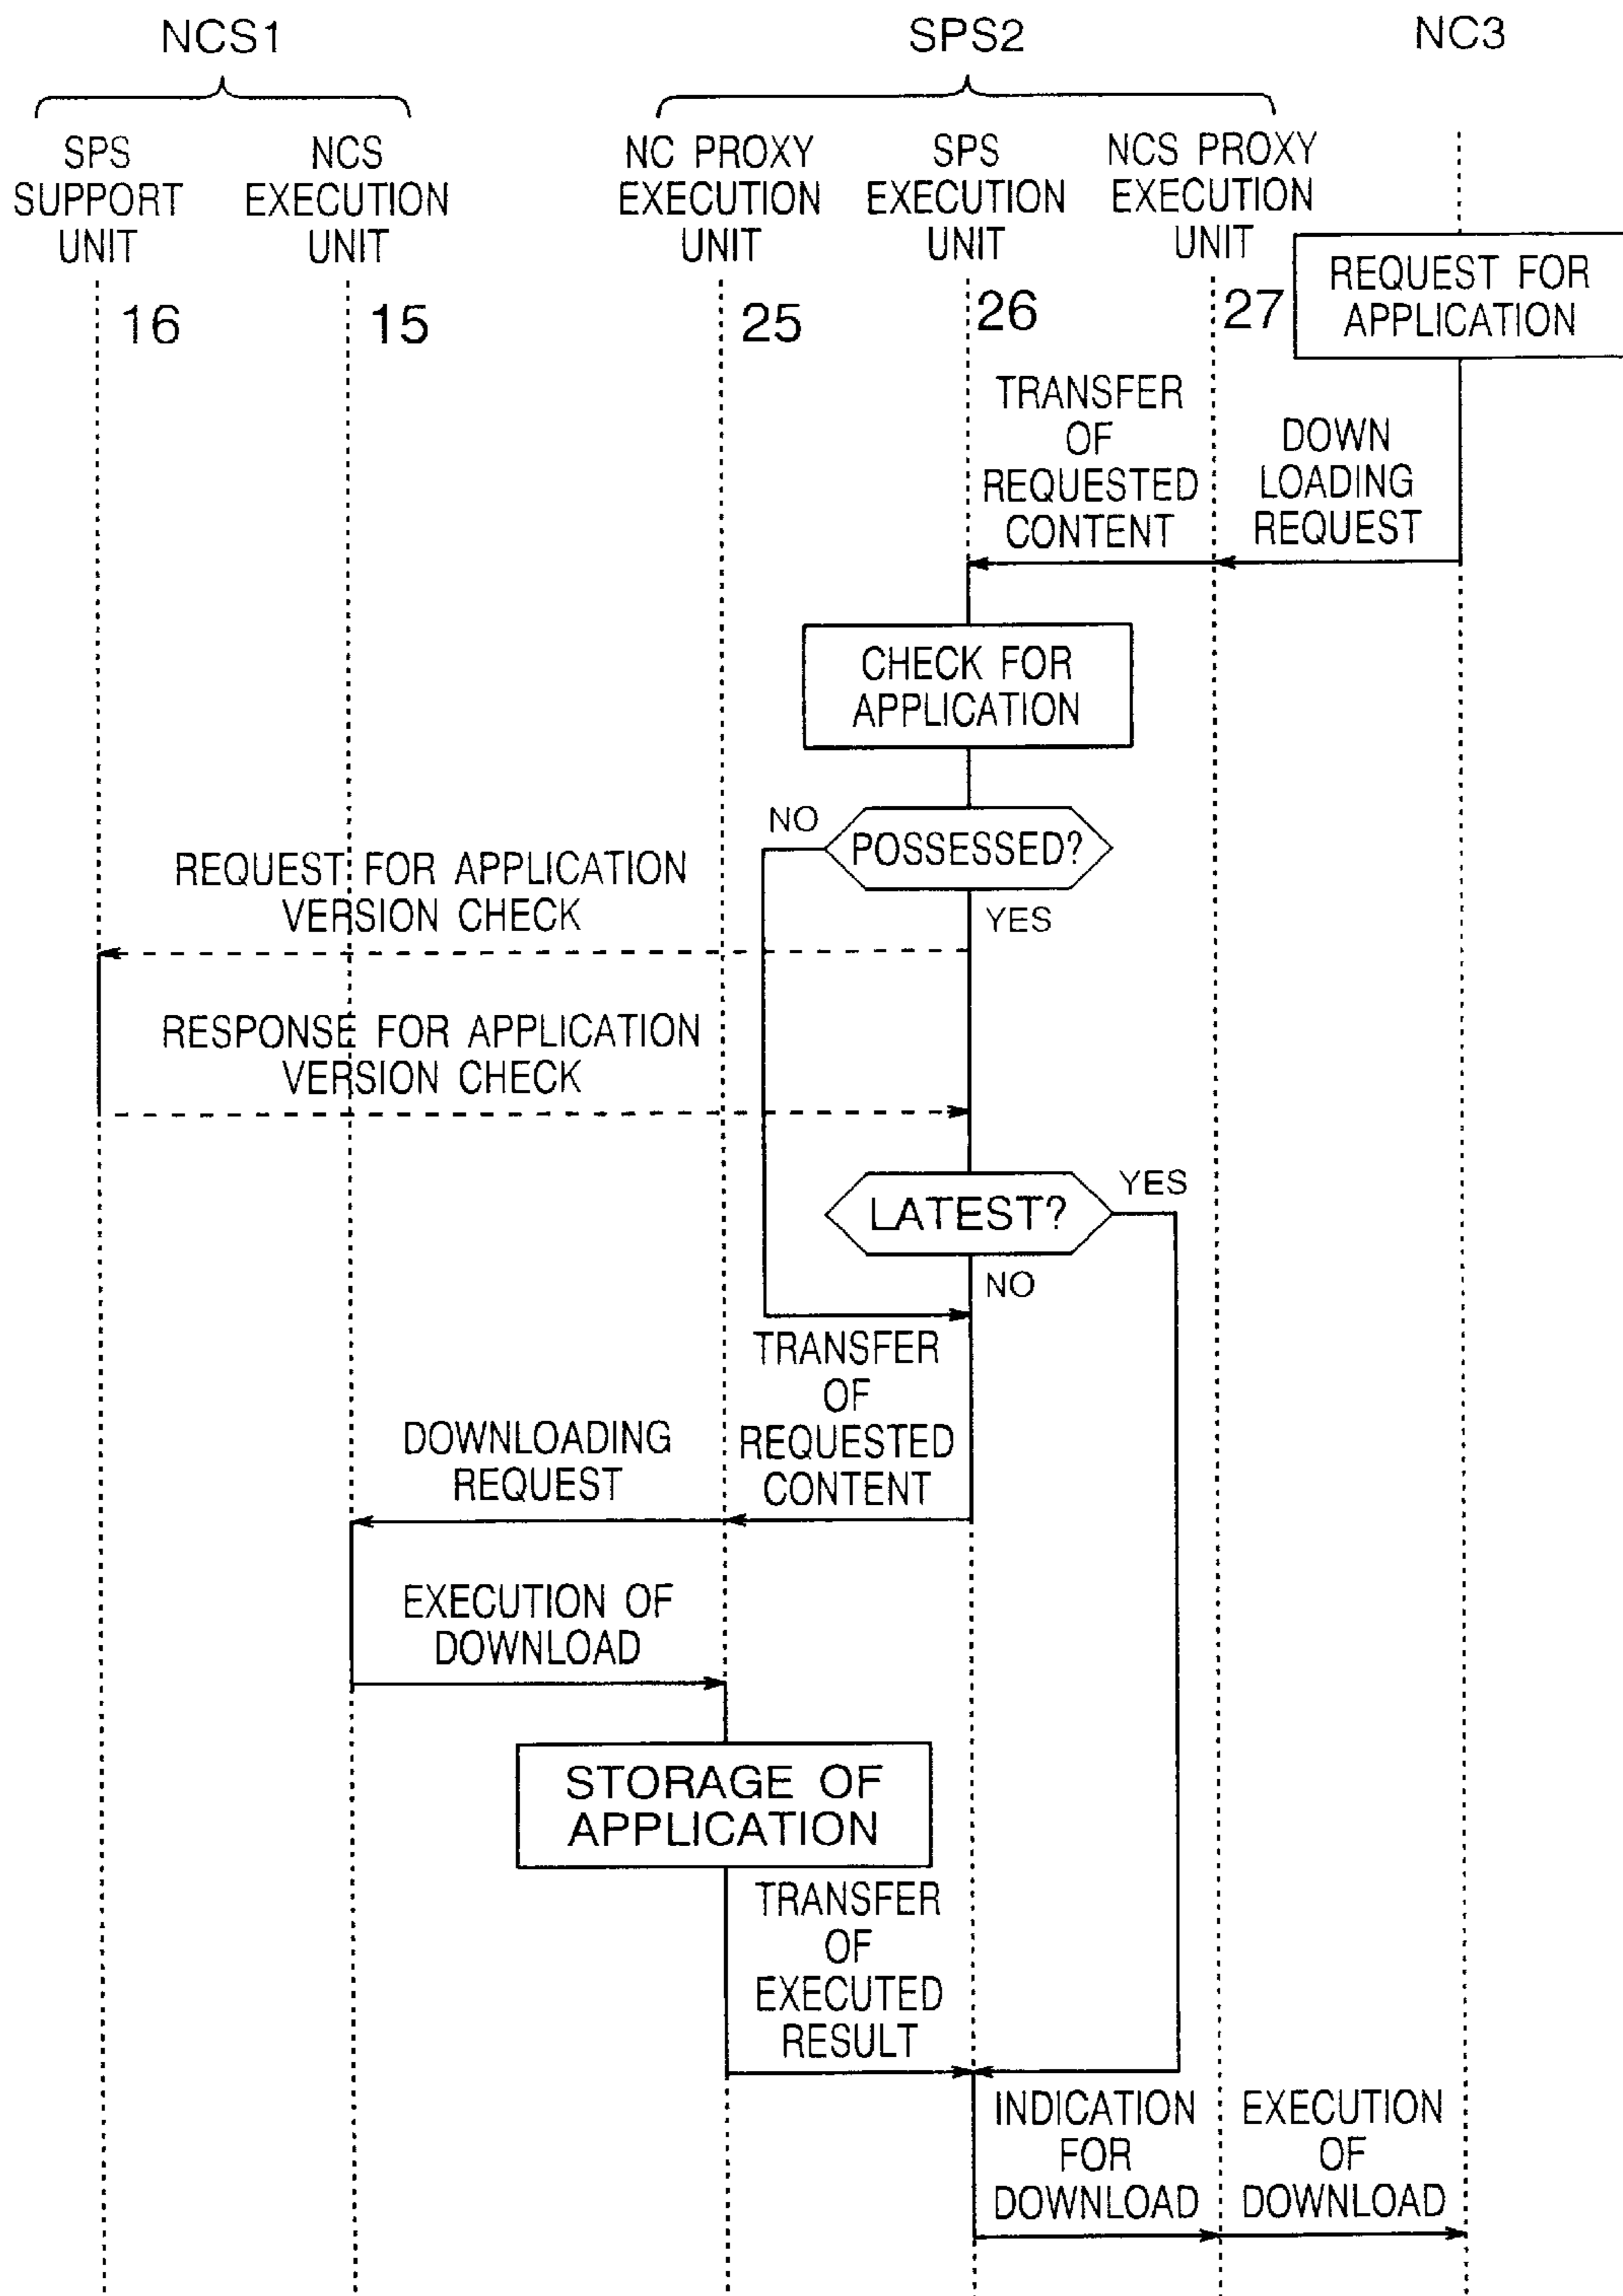 NCS1
SPS2
NC3
SPS
SUPPORT
UNIT
NCS
EXECUTION
UNIT
NC PROXY
EXECUTION
UNIT
SPS
EXECUTION
UNIT
NCS PROXY
EXECUTION
UNIT
16
15
25
26
27
REQUEST FOR
APPLICATION
TRANSFER
OF
REQUESTED
CONTENT
DOWN
LOADING
REQUEST
CHECK FOR
APPLICATION
NO
POSSESSED?
YES
REQUEST FOR APPLICATION
VERSION CHECK
RESPONSE FOR APPLICATION
VERSION CHECK
LATEST?
YES
NO
TRANSFER
OF
REQUESTED
CONTENT
DOWNLOADING
REQUEST
EXECUTION OF
DOWNLOAD
STORAGE OF
APPLICATION
TRANSFER
OF
EXECUTED
RESULT
INDICATION
FOR
DOWNLOAD
EXECUTION
OF
DOWNLOAD